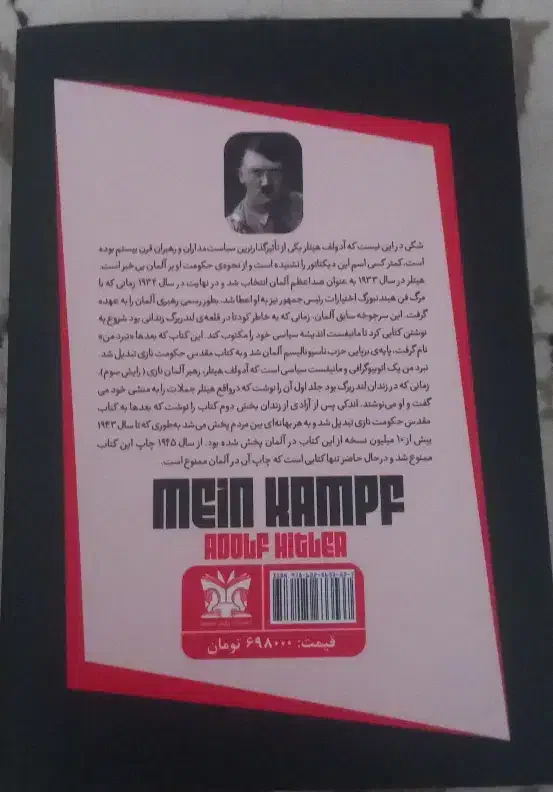 شکی در این نیست که آدولف هیتلر یکی از تأثیرگذارترین سیاست‌مداران و رهبران قرن بیستم بوده
است. کمتر کسی اسم این دیکتاتور را نشنیده است و از نحوه‌ی حکومت او بر آلمان بی خبر است.
هیتلر در سال ۱۹۳۳ به عنوان صداعظم آلمان انتخاب شد و در نهایت در سال ۱۹۳۴ زمانی که با
مرگ فن هیندنبورگ اختیارات رئیس جمهور نیز به او اعطا شد. بطور رسمی رهبری آلمان را به عهده
گرفت. این سرجوخه سابق آلمان، زمانی که به خاطر کودتا در قلعه‌ی لندربرگ زندانی بود شروع به
نوشتن کتابی کرد تا مانیفست اندیشه سیاسی خود را مکتوب کند. این کتاب که بعدها «نبرد من»
نام گرفت، پایه‌ی برپایی حزب ناسیونالیسم آلمان شد و به کتاب مقدس حکومت نازی تبدیل شد.
نبرد من یک اتوبیوگرافی و مانیفست سیاسی است که آدولف هیتلر، رهبر آلمان نازی (رایش سوم)،
زمانی که در زندان لندربرگ بود جلد اول آن را نوشت که درواقع هیتلر جملات را به منشی خود می
گفت و او می‌نوشتند. اندکی پس از آزادی از زندان بخش دوم کتاب را نوشت که بعدها به کتاب
مقدس حکومت نازی تبدیل شد و به هر بهانه‌ای بین مردم پخش می‌شد به‌طوری که تا سال ۱۹۴۳
بیش از ۱۰ میلیون نسخه از این کتاب در آلمان پخش شده بود. از سال ۱۹۴۵ چاپ این کتاب
ممنوع شد و درحال حاضر تنها کتابی است که چاپ آن در آلمان ممنوع است.
MEIN KAMPF
ADOLF HITLER
قیمت: ۶۹۸۰۰۰ تومان